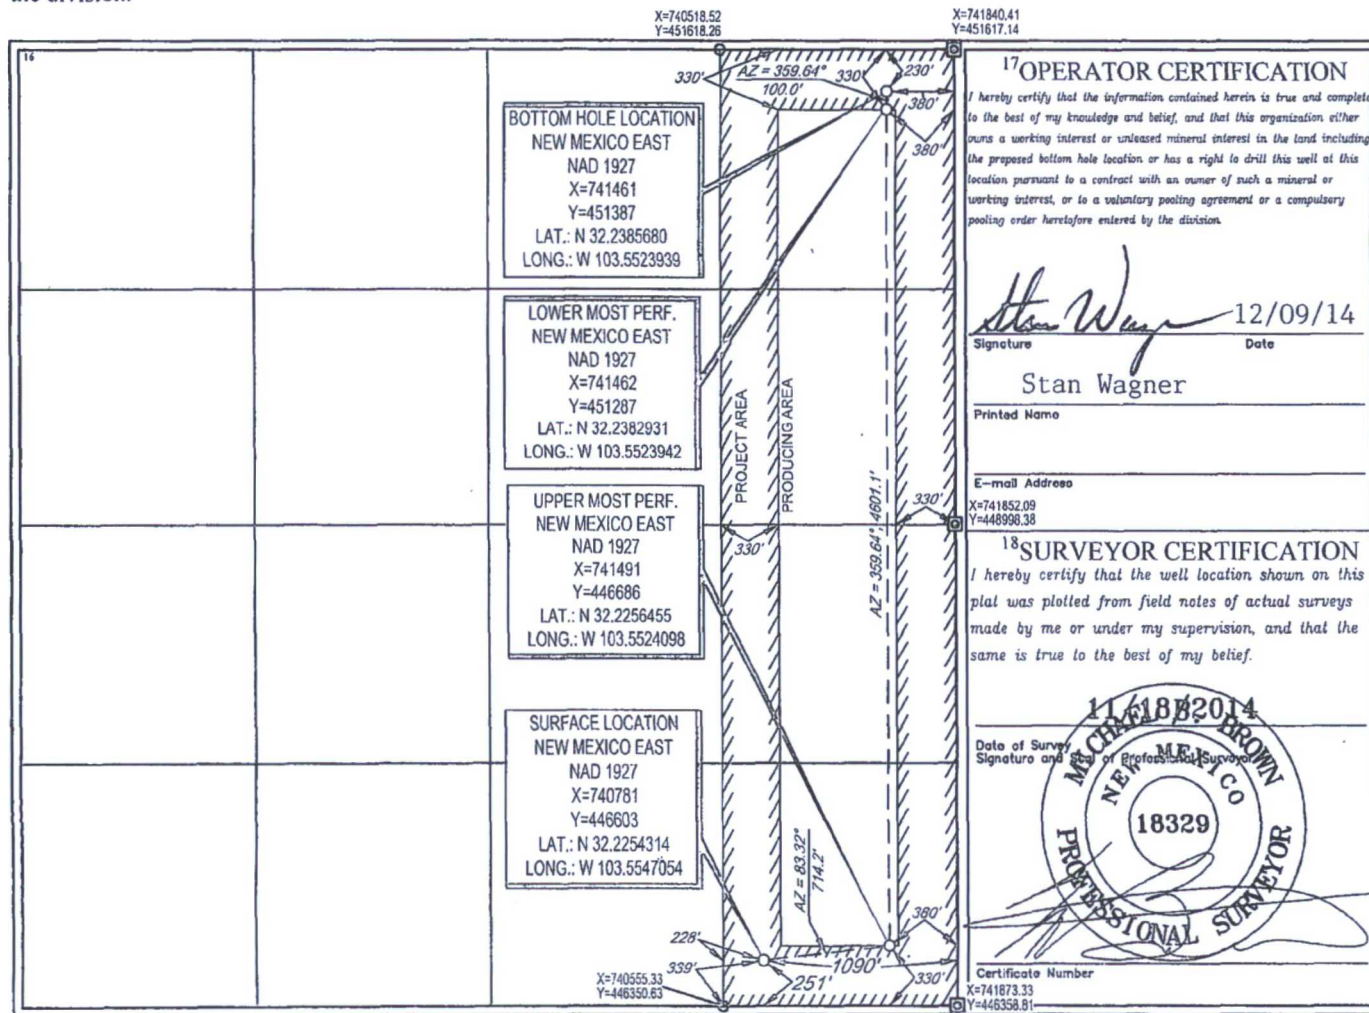 X=740518.52
Y=451618.26
X=741840.41
Y=451617.14
16
330'
AZ = 359.64°
100.0'
330'
230'
380'
380'
BOTTOM HOLE LOCATION
NEW MEXICO EAST
NAD 1927
X=741461
Y=451387
LAT.: N 32.2385680
LONG.: W 103.5523939
LOWER MOST PERF.
NEW MEXICO EAST
NAD 1927
X=741462
Y=451287
LAT.: N 32.2382931
LONG.: W 103.5523942
UPPER MOST PERF.
NEW MEXICO EAST
NAD 1927
X=741491
Y=446686
LAT.: N 32.2256455
LONG.: W 103.5524098
SURFACE LOCATION
NEW MEXICO EAST
NAD 1927
X=740781
Y=446603
LAT.: N 32.2254314
LONG.: W 103.5547054
PROJECT AREA
PRODUCING AREA
330'
330'
AZ = 359.64°, 4601.1'
AZ = 83.32°
714.2'
228'
339'
251'
1090'
380'
330'
X=740555.33
Y=446350.63
17 OPERATOR CERTIFICATION
I hereby certify that the information contained herein is true and complete
to the best of my knowledge and belief, and that this organization either
owns a working interest or unleased mineral interest in the land including
the proposed bottom hole location or has a right to drill this well at this
location pursuant to a contract with an owner of such a mineral or
working interest, or to a voluntary pooling agreement or a compulsory
pooling order heretofore entered by the division.
Stan Wagner 12/09/14
Signature Date
Stan Wagner
Printed Name
E-mail Address
X=741852.09
Y=448998.38
18 SURVEYOR CERTIFICATION
I hereby certify that the well location shown on this
plat was plotted from field notes of actual surveys
made by me or under my supervision, and that the
same is true to the best of my belief.
11/18/2014
Date of Survey
Signature and Seal of Professional Surveyor
MICHAEL B. BROWN
NEW MEXICO
18329
PROFESSIONAL SURVEYOR
Certificate Number
X=741873.33
Y=446358.81